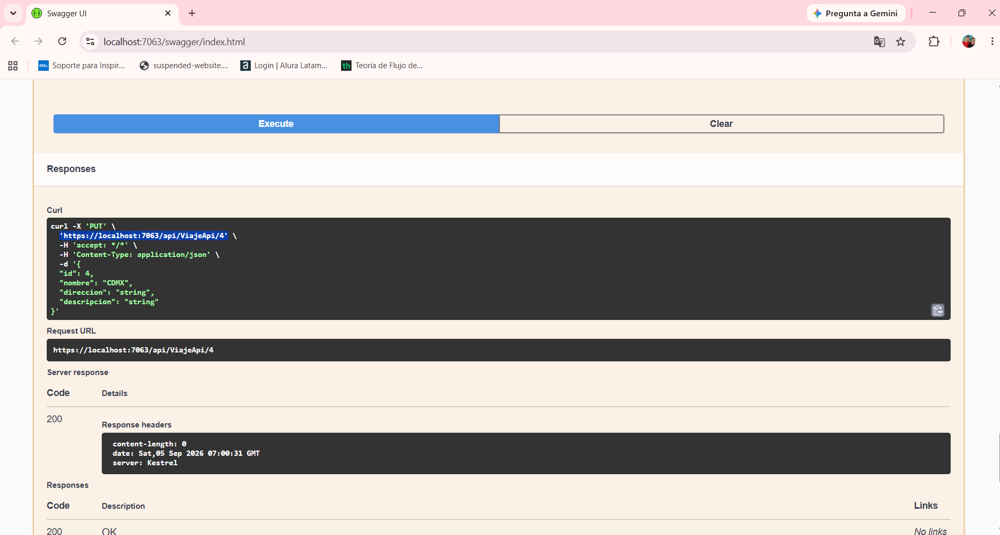 Swagger UI
Pregunta a Gemini
localhost:7063/swagger/index.html
Soporte para Inspir...
suspended-website....
Login | Alura Latam...
Teoría de Flujo de...
Execute
Clear
Responses
Curl
curl -X 'PUT' \
'https://localhost:7063/api/ViajeApi/4' \
-H 'accept: */*' \
-H 'Content-Type: application/json' \
-d '{
"id": 4,
"nombre": "CDMX",
"direccion": "string",
"descripcion": "string"
}'
Request URL
https://localhost:7063/api/ViajeApi/4
Server response
Code Details
200
Response headers
content-length: 0
date: Sat,05 Sep 2026 07:00:31 GMT
server: Kestrel
Responses
Code Description Links
200 OK No links